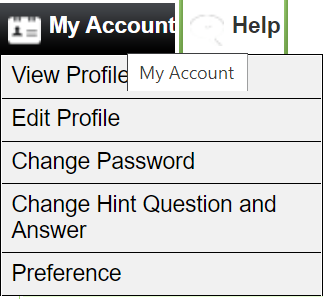 My Account
Help
View Profile
My Account
Edit Profile
Change Password
Change Hint Question and
Answer
Preference